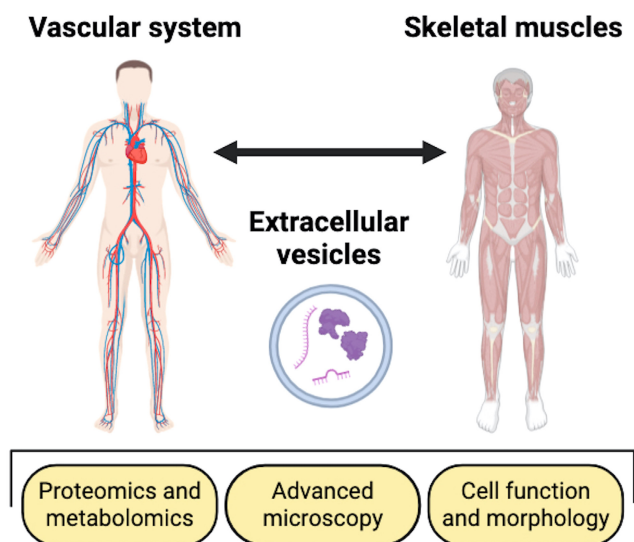 Vascular system
Skeletal muscles
Extracellular
vesicles
Proteomics and
metabolomics
Advanced
microscopy
Cell function
and morphology